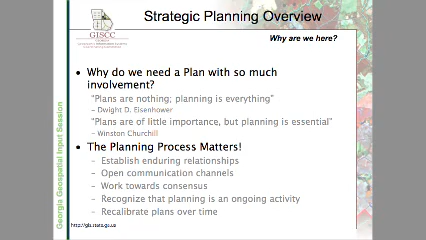 Strategic Planning Overview
GISCC
Why are we here?
• Why do we need a Plan with so much
involvement?
“Plans are nothing; planning is everything”
– Dwight D. Eisenhower
“Plans are of little importance, but planning is essential”
– Winston Churchill
• The Planning Process Matters!
– Establish enduring relationships
– Open communication channels
– Work towards consensus
– Recognize that planning is an ongoing activity
– Recalibrate plans over time
Georgia Geospatial Input Session
http://gis.state.ga.us